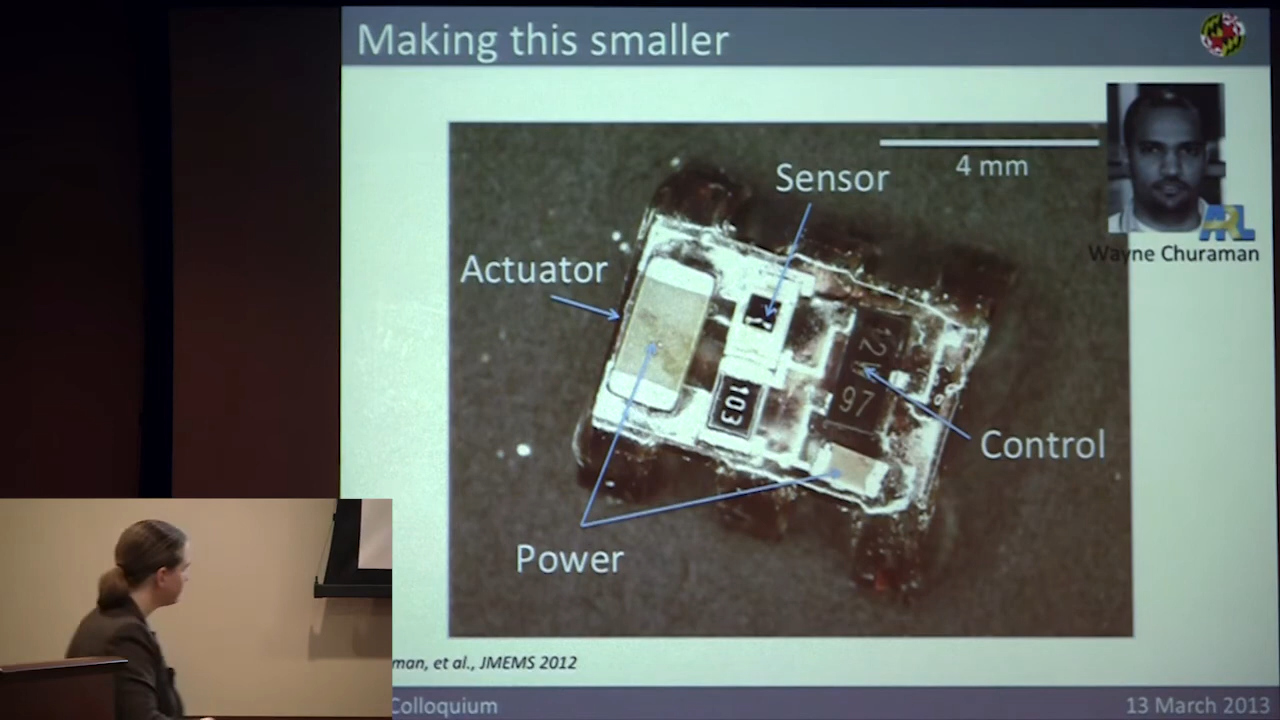 Making this smaller
Sensor
4 mm
Actuator
ARL
Wayne Churaman
103
97
Control
Power
man, et al., JMEMS 2012
Colloquium
13 March 2013